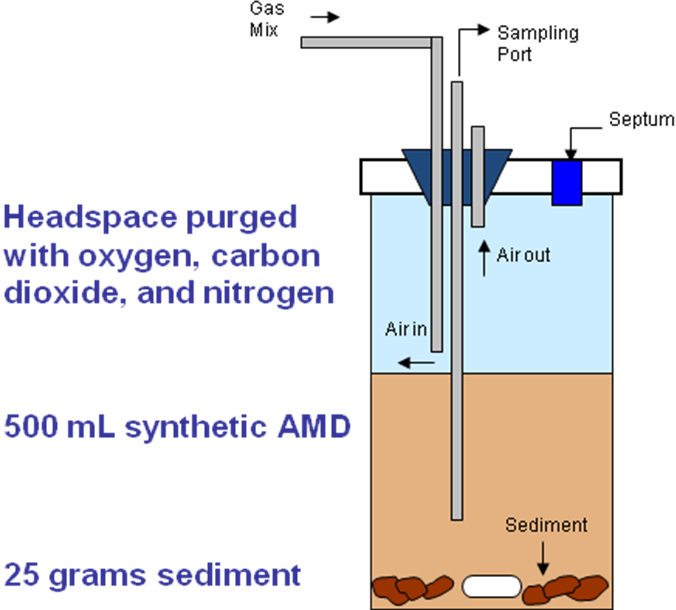 Gas
Mix
Sampling
Port
Septum
Headspace purged
with oxygen, carbon
dioxide, and nitrogen
Air out
Air in
500 mL synthetic AMD
Sediment
25 grams sediment